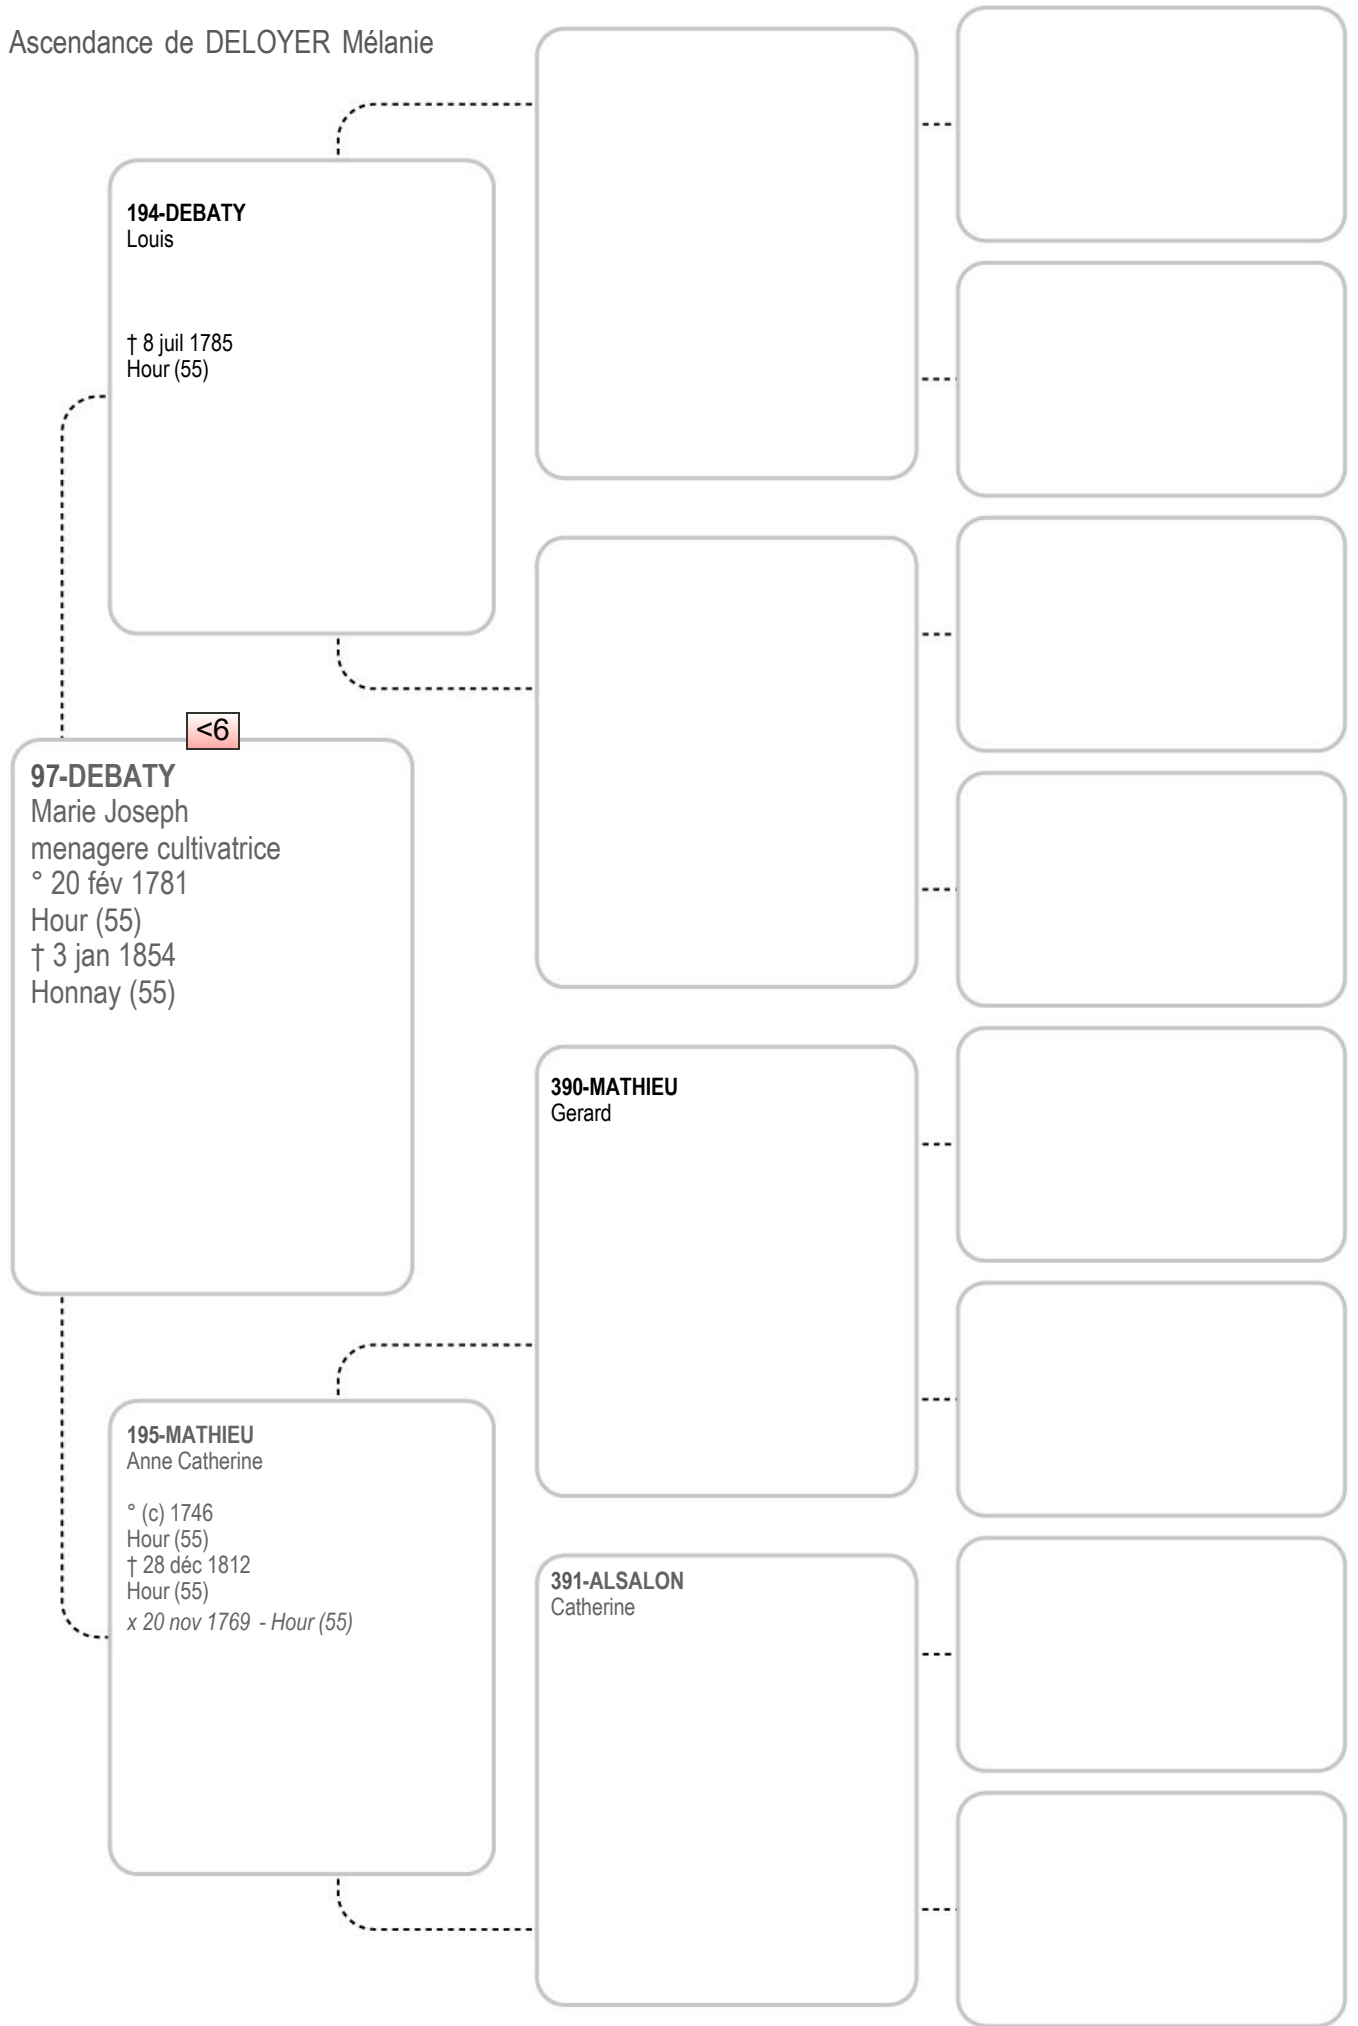 Ascendance de DELOYER Mélanie
194-DEBATY
Louis
† 8 juil 1785
Hour (55)
<6
97-DEBATY
Marie Joseph
menagere cultivatrice
° 20 fév 1781
Hour (55)
† 3 jan 1854
Honnay (55)
390-MATHIEU
Gerard
195-MATHIEU
Anne Catherine
° (c) 1746
Hour (55)
† 28 déc 1812
Hour (55)
x 20 nov 1769 - Hour (55)
391-ALSALON
Catherine